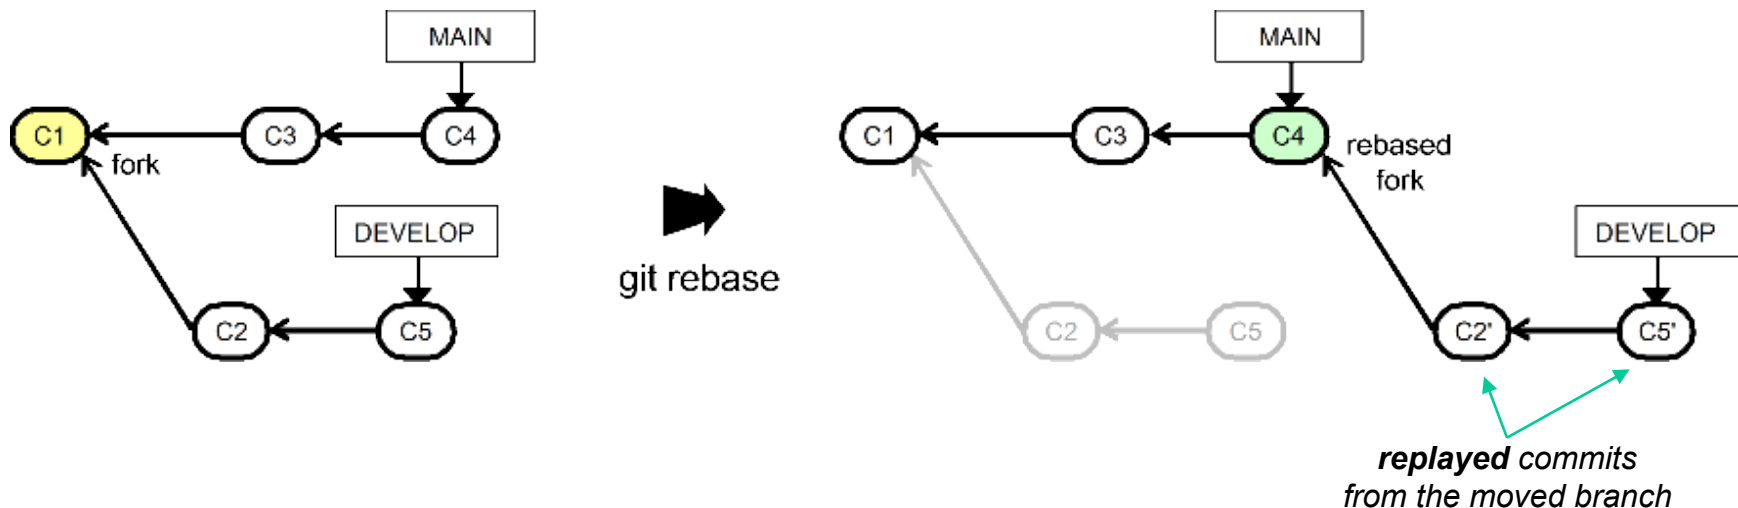 MAIN
C1
C3
C4
fork
DEVELOP
C2
C5
git rebase
MAIN
C1
C3
C4
rebased
fork
DEVELOP
C2
C5
C2'
C5'
replayed commits
from the moved branch